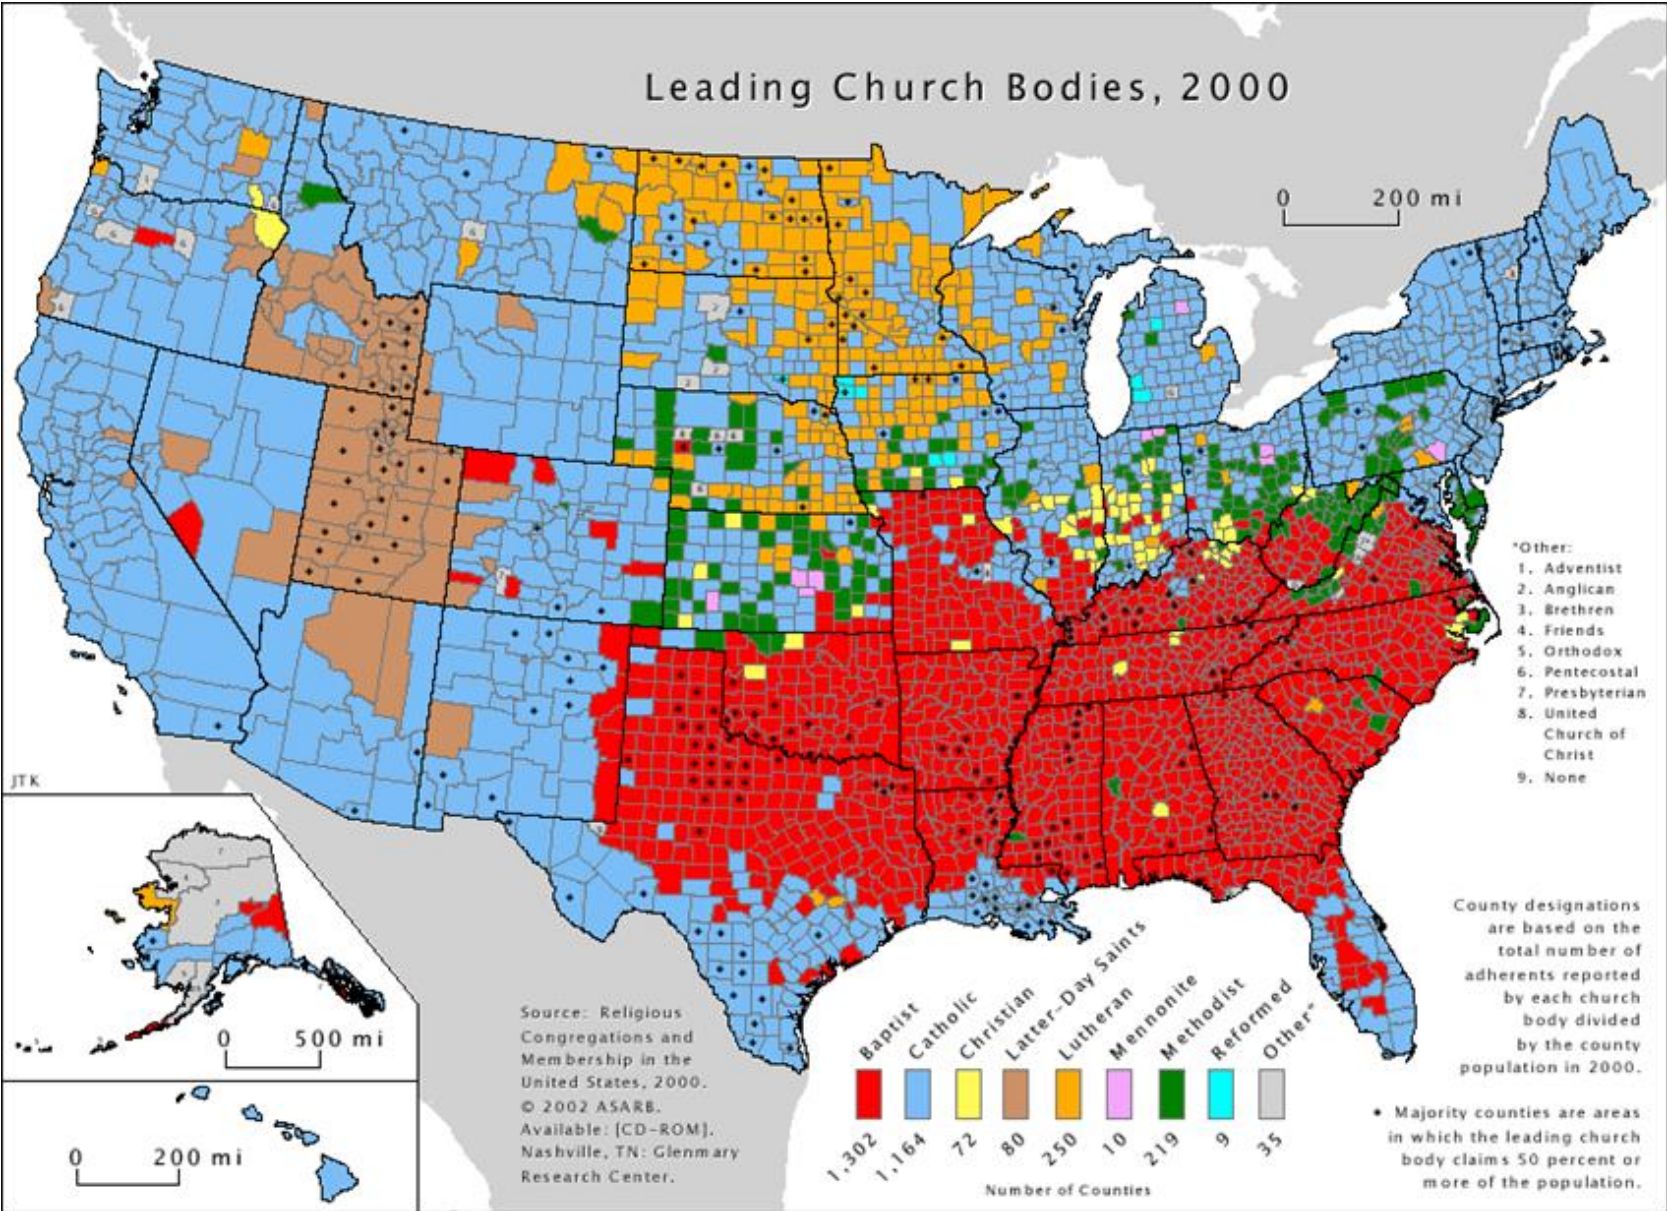 Leading Church Bodies, 2000
0 200 mi
"Other:
1. Adventist
2. Anglican
3. Brethren
4. Friends
5. Orthodox
6. Pentecostal
7. Presbyterian
8. United
Church of
Christ
9. None
JTK
0 500 mi
0 200 mi
Source: Religious
Congregations and
Membership in the
United States, 2000.
© 2002 ASARB.
Available: [CD-ROM].
Nashville, TN: Glenmary
Research Center.
Baptist
Catholic
Christian
Latter-Day Saints
Lutheran
Mennonite
Methodist
Reformed
Other"
1,302
1,164
72
80
250
10
219
9
35
Number of Counties
County designations
are based on the
total number of
adherents reported
by each church
body divided
by the county
population in 2000.
• Majority counties are areas
in which the leading church
body claims 50 percent or
more of the population.